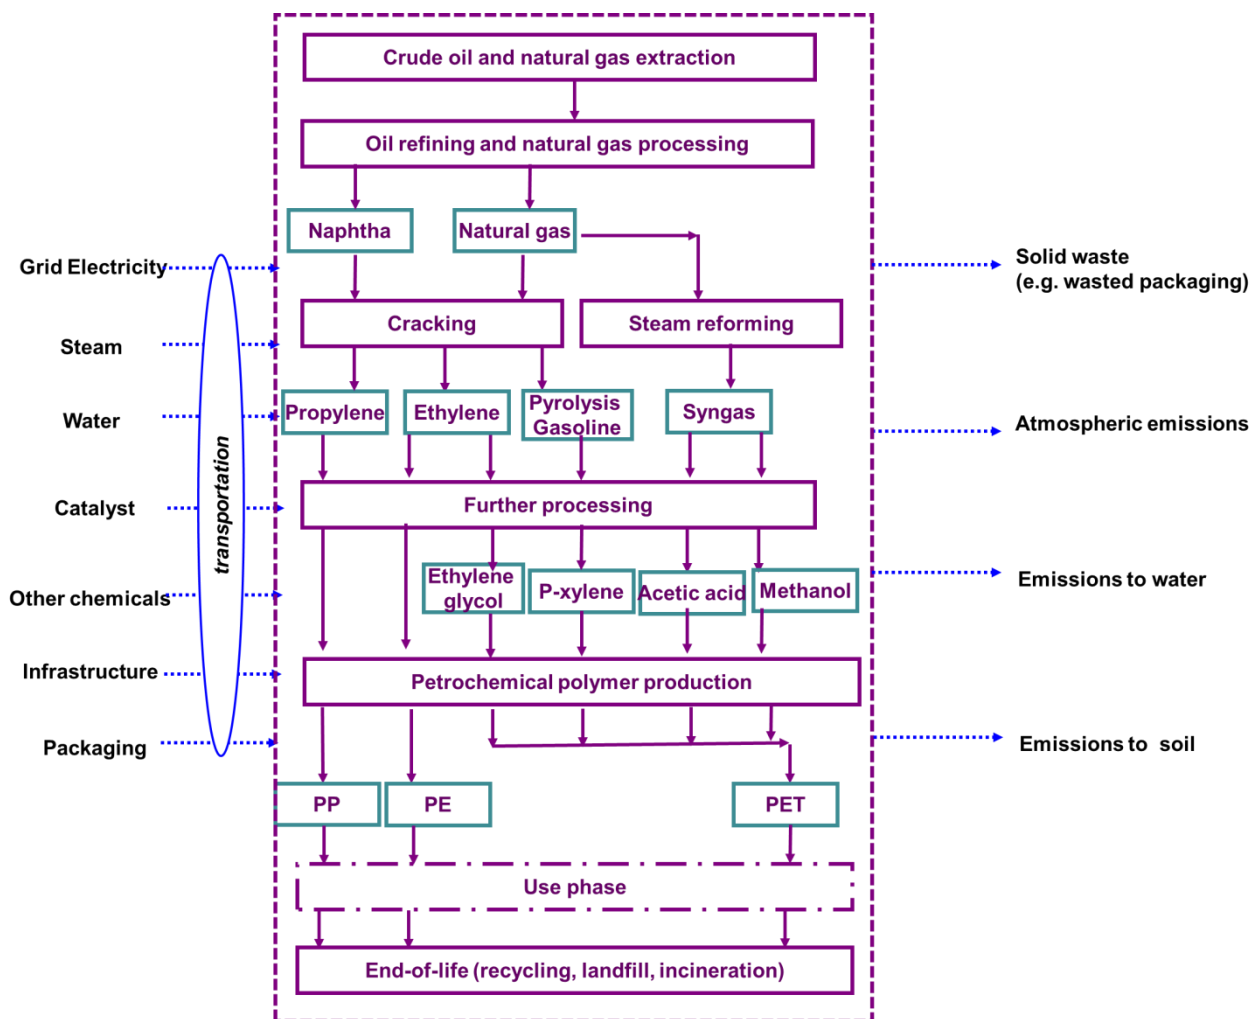 Crude oil and natural gas extraction
Oil refining and natural gas processing
Naphtha
Natural gas
Grid Electricity
Solid waste
(e.g. wasted packaging)
Cracking
Steam reforming
Steam
Propylene
Ethylene
Pyrolysis
Gasoline
Syngas
Water
Atmospheric emissions
transportation
Catalyst
Further processing
Ethylene
glycol
P-xylene
Acetic acid
Methanol
Other chemicals
Emissions to water
Infrastructure
Petrochemical polymer production
Packaging
Emissions to  soil
PP
PE
PET
Use phase
End-of-life (recycling, landfill, incineration)